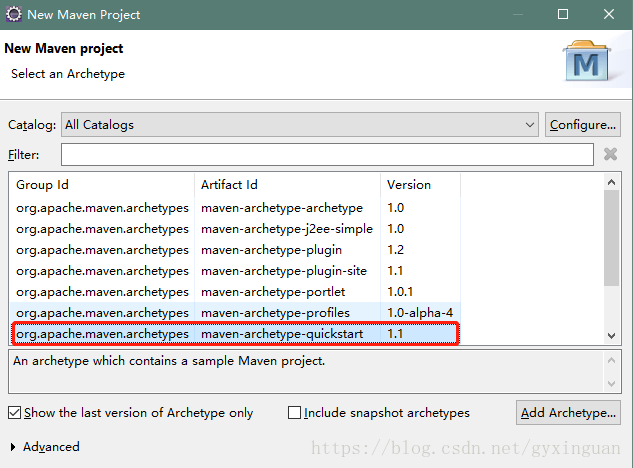 New Maven Project
New Maven project
Select an Archetype
M
Catalog: All Catalogs Configure...
Filter:
Group Id Artifact Id Version
org.apache.maven.archetypes maven-archetype-archetype 1.0
org.apache.maven.archetypes maven-archetype-j2ee-simple 1.0
org.apache.maven.archetypes maven-archetype-plugin 1.2
org.apache.maven.archetypes maven-archetype-plugin-site 1.1
org.apache.maven.archetypes maven-archetype-portlet 1.0.1
org.apache.maven.archetypes maven-archetype-profiles 1.0-alpha-4
org.apache.maven.archetypes maven-archetype-quickstart 1.1
An archetype which contains a sample Maven project.
Show the last version of Archetype only Include snapshot archetypes Add Archetype...
Advanced
https://blog.csdn.net/gyxinguan